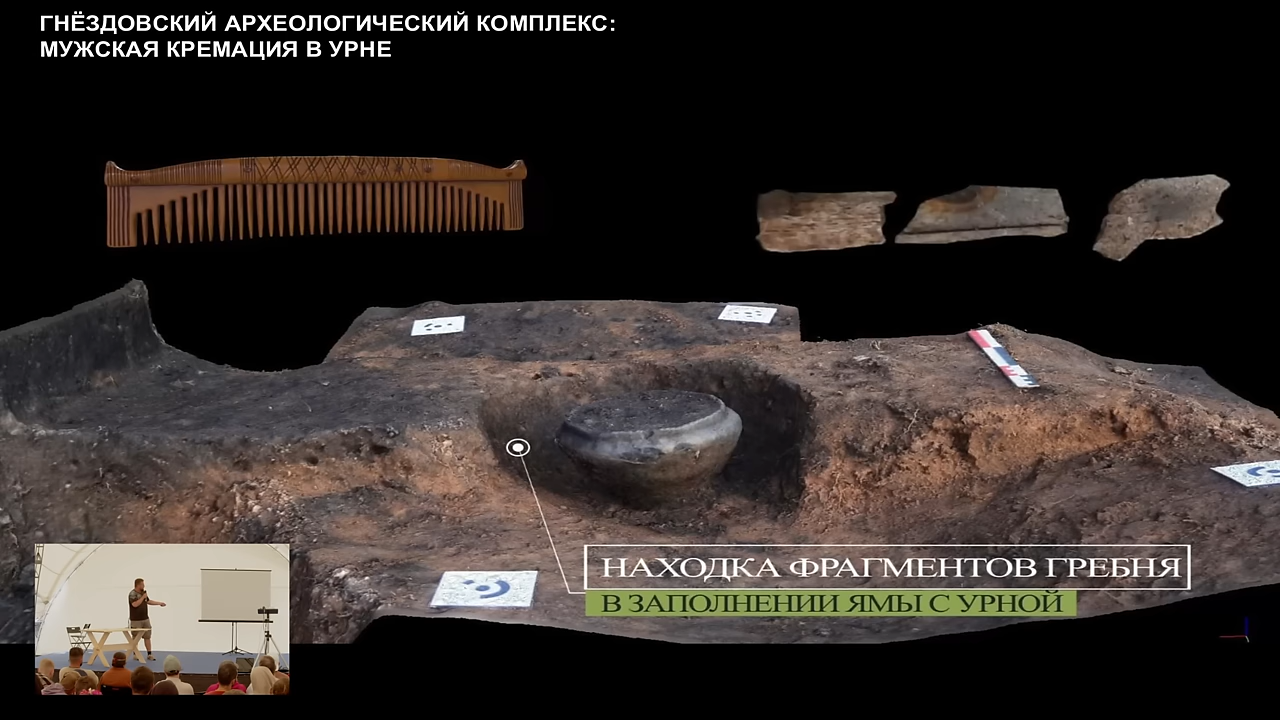 ГНЁЗДОВСКИЙ АРХЕОЛОГИЧЕСКИЙ КОМПЛЕКС:
МУЖСКАЯ КРЕМАЦИЯ В УРНЕ
НАХОДКА ФРАГМЕНТОВ ГРЕБНЯ
В ЗАПОЛНЕНИИ ЯМЫ С УРНОЙ